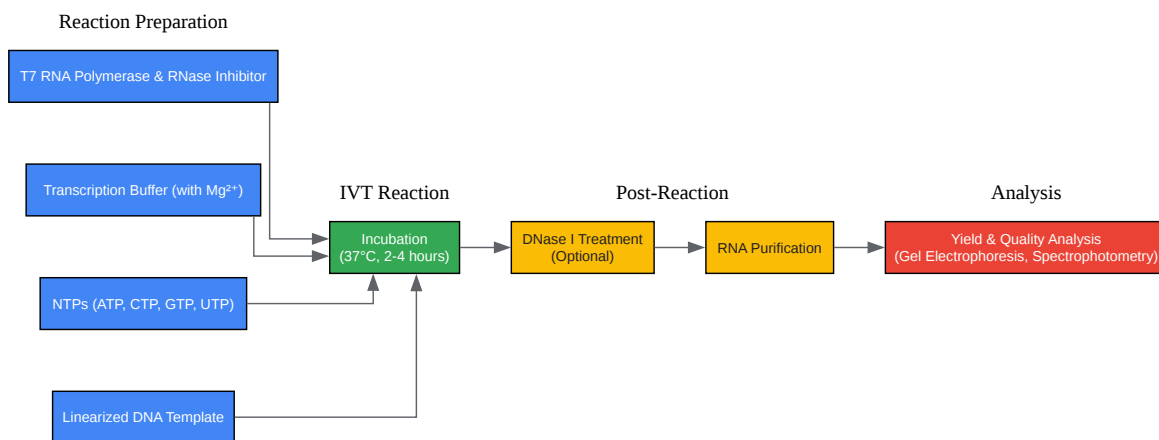 Reaction Preparation
T7 RNA Polymerase & RNase Inhibitor
Transcription Buffer (with Mg²⁺)
NTPs (ATP, CTP, GTP, UTP)
Linearized DNA Template
IVT Reaction
Incubation
(37°C, 2-4 hours)
Post-Reaction
DNase I Treatment
(Optional)
RNA Purification
Analysis
Yield & Quality Analysis
(Gel Electrophoresis, Spectrophotometry)